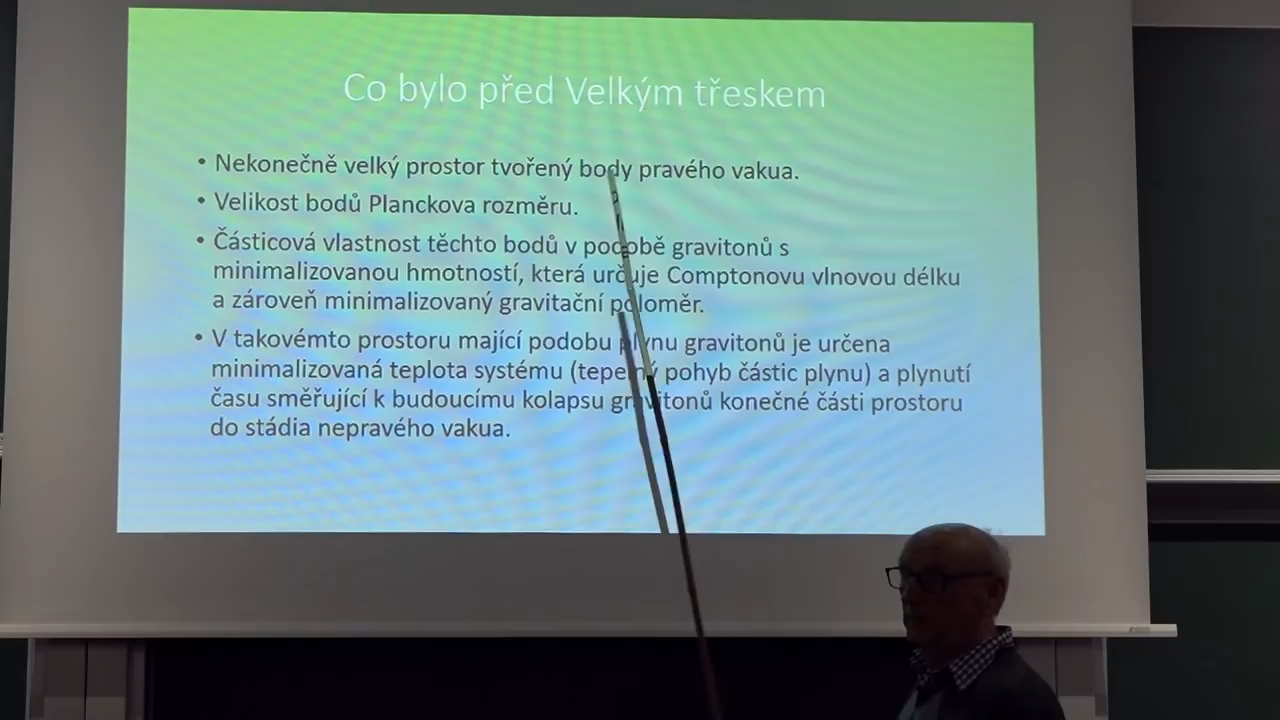 Co bylo před Velkým třeskem
• Nekonečně velký prostor tvořený body pravého vakua.
• Velikost bodů Planckova rozměru.
• Částicová vlastnost těchto bodů v podobě gravitonů s
minimalizovanou hmotností, která určuje Comptonovu vlnovou délku
a zároveň minimalizovaný gravitační poloměr.
• V takovémto prostoru mající podobu plynu gravitonů je určena
minimalizovaná teplota systému (tepelný pohyb částic plynu) a plynutí
času směřující k budoucímu kolapsu gravitonů konečné části prostoru
do stádia nepravého vakua.